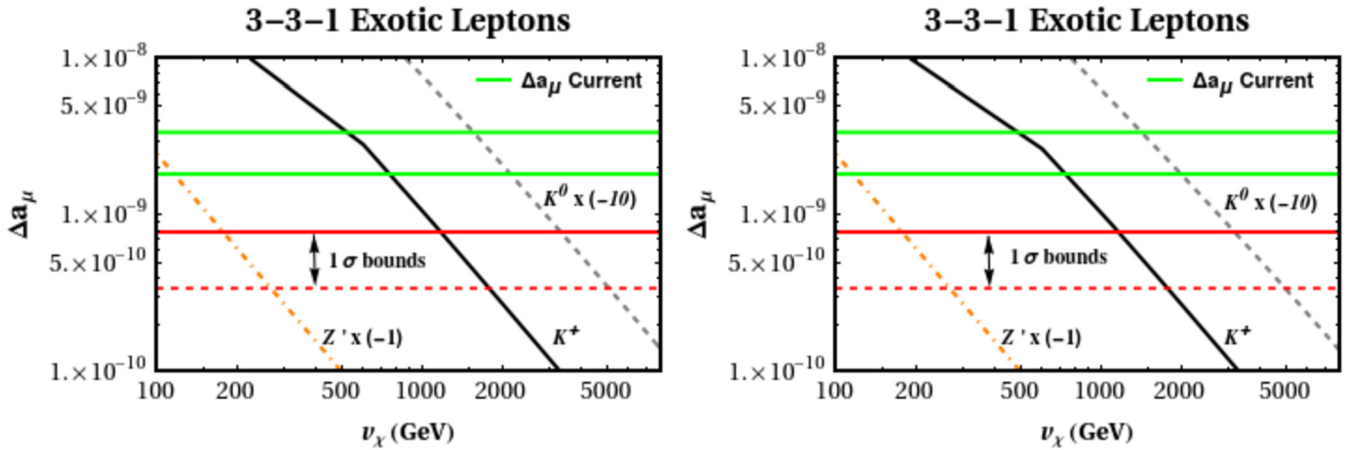 3−3−1 Exotic Leptons
Δaμ Current
1.×10⁻⁸
5.×10⁻⁹
1.×10⁻⁹
5.×10⁻¹⁰
1.×10⁻¹⁰
Δaμ
K⁰ x (−10)
1 σ bounds
Z ' x (−1)
K⁺
100 200 500 1000 2000 5000
vχ (GeV)
3−3−1 Exotic Leptons
Δaμ Current
1.×10⁻⁸
5.×10⁻⁹
1.×10⁻⁹
5.×10⁻¹⁰
1.×10⁻¹⁰
Δaμ
K⁰ x (−10)
1 σ bounds
Z ' x (−1)
K⁺
100 200 500 1000 2000 5000
vχ (GeV)